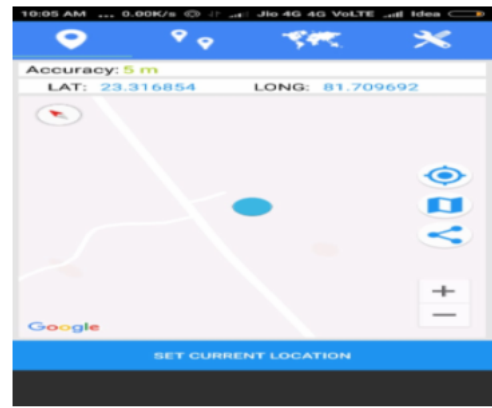 10:05 AM ... 0.00K/s Jio 4G 4G VoLTE Idea
Accuracy: 5 m
LAT: 23.316854 LONG: 81.709692
+
−
Google
SET CURRENT LOCATION